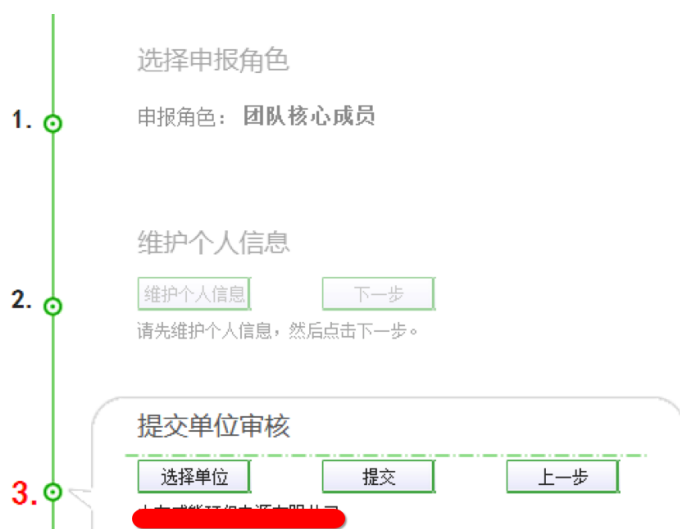 选择申报角色
1.
申报角色： 团队核心成员
维护个人信息
维护个人信息 下一步
2.
请先维护个人信息，然后点击下一步。
提交单位审核
选择单位 提交 上一步
3.